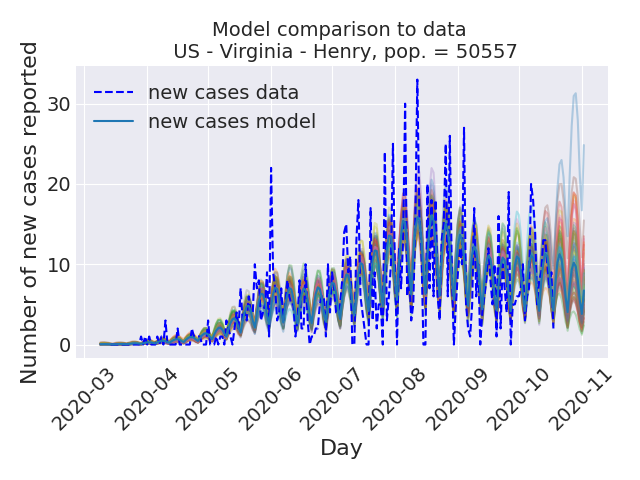 Model comparison to data
US - Virginia - Henry, pop. = 50557
Number of new cases reported
30
20
10
0
new cases data
new cases model
2020-03
2020-04
2020-05
2020-06
2020-07
2020-08
2020-09
2020-10
2020-11
Day